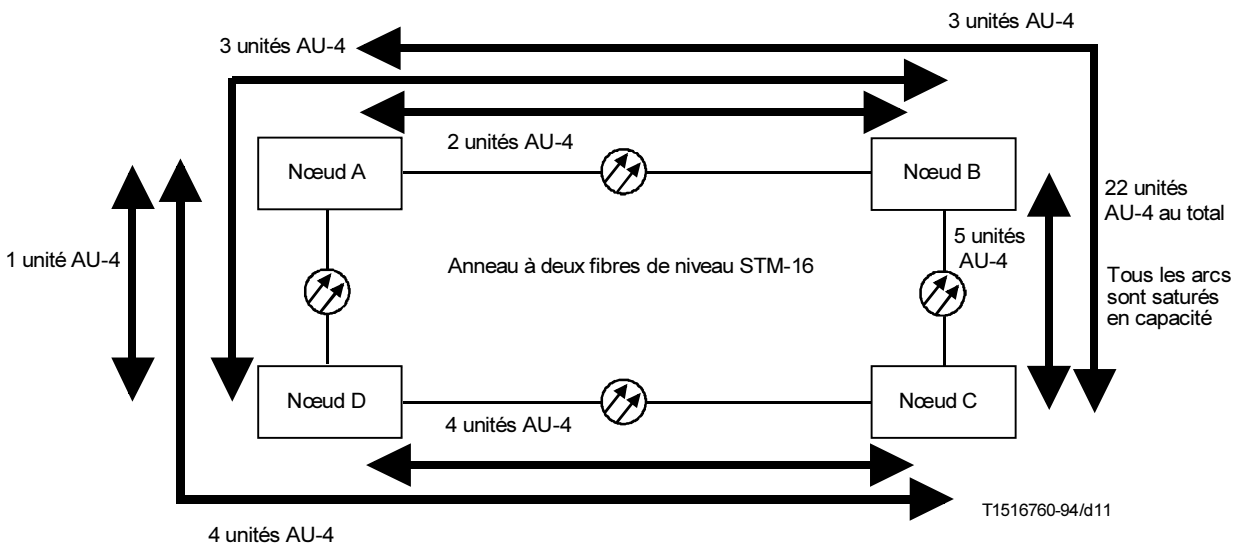 3 unités AU-4
3 unités AU-4
2 unités AU-4
Nœud A
Nœud B
22 unités
AU-4 au total
1 unité AU-4
5 unités
AU-4
Anneau à deux fibres de niveau STM-16
Tous les arcs
sont saturés
en capacité
Nœud D
Nœud C
4 unités AU-4
T1516760-94/d11
4 unités AU-4